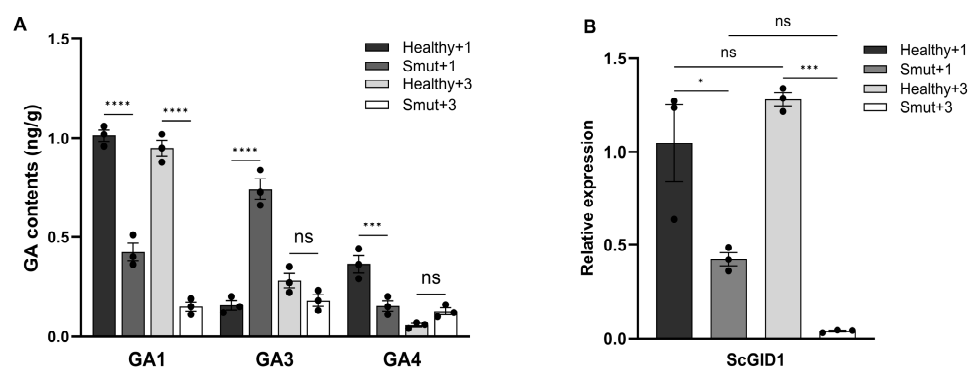 A
GA contents (ng/g)
1.5
1.0
0.5
0.0
****
****
****
ns
***
ns
GA1
GA3
GA4
Healthy+1
Smut+1
Healthy+3
Smut+3
B
Relative expression
1.5
1.0
0.5
0.0
ns
ns
*
***
ScGID1
Healthy+1
Smut+1
Healthy+3
Smut+3